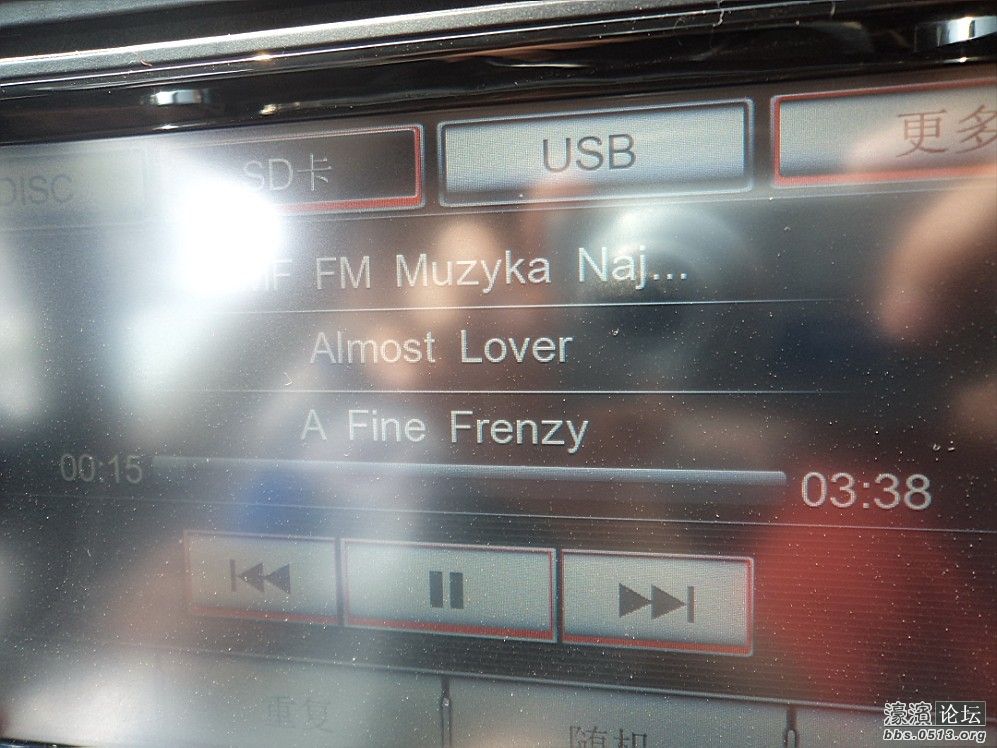 DISC SD卡 USB 更多
FM Muzyka Naj...
Almost Lover
A Fine Frenzy
00:15 03:38
重复 随机
濠滨论坛
bbs.0513.org